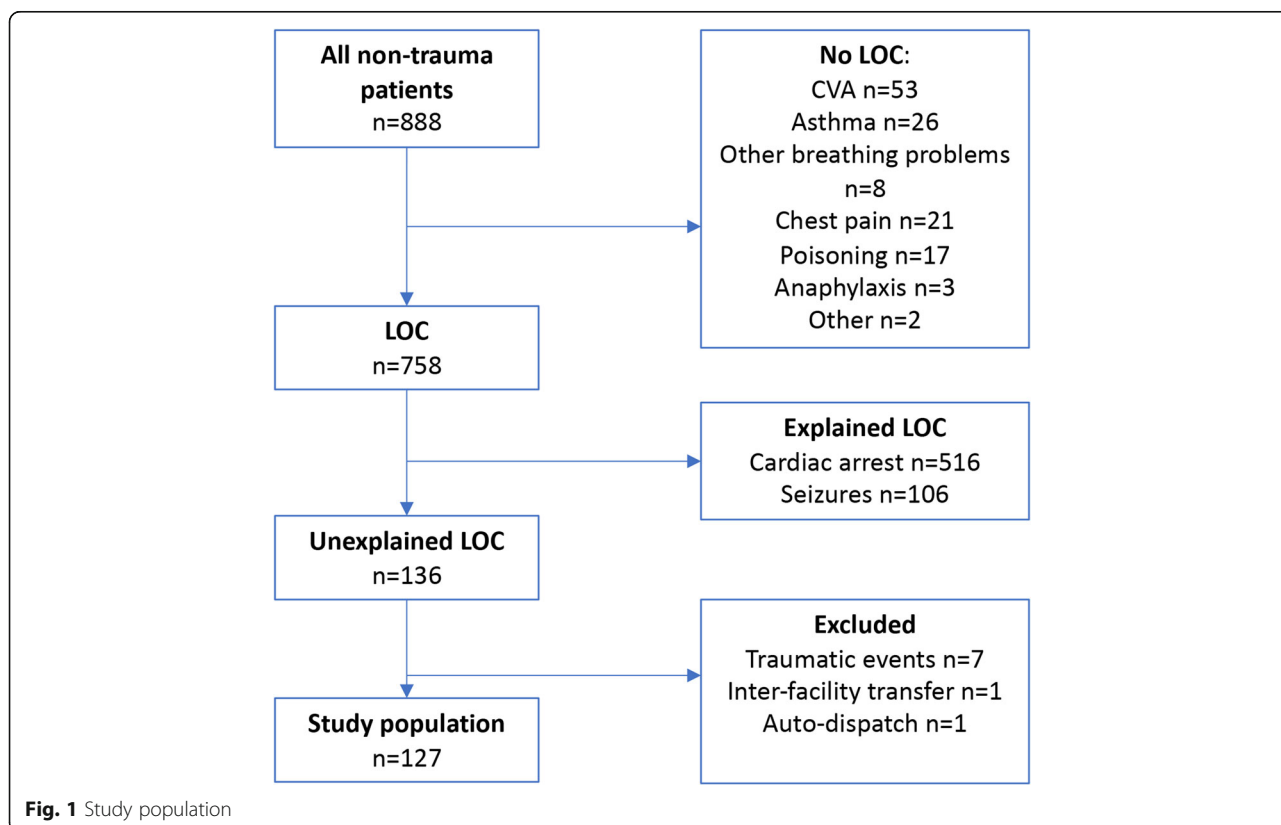 All non-trauma
patients
n=888
No LOC:
CVA n=53
Asthma n=26
Other breathing problems
n=8
Chest pain n=21
Poisoning n=17
Anaphylaxis n=3
Other n=2
LOC
n=758
Explained LOC
Cardiac arrest n=516
Seizures n=106
Unexplained LOC
n=136
Excluded
Traumatic events n=7
Inter-facility transfer n=1
Auto-dispatch n=1
Study population
n=127
Fig. 1 Study population